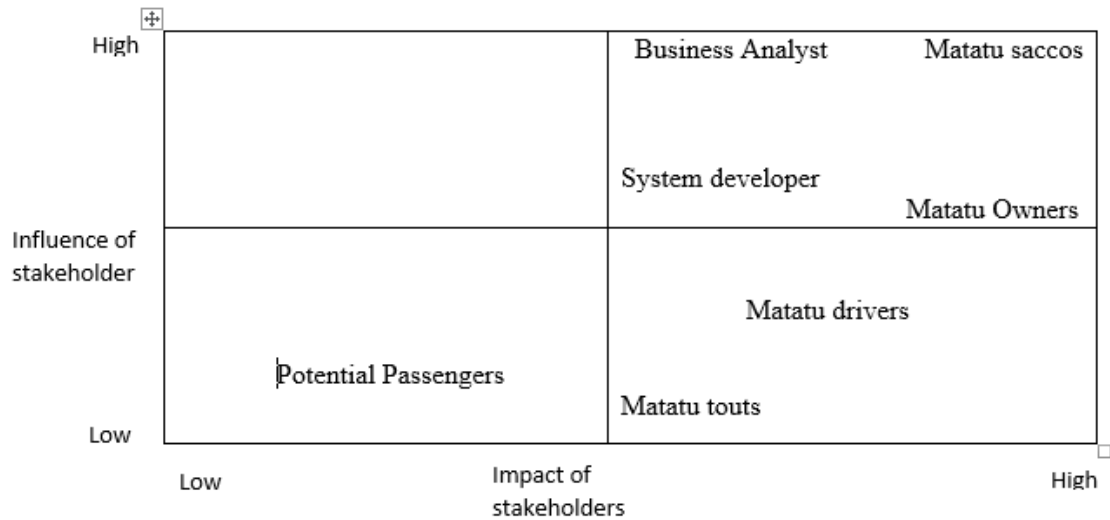 High
Business Analyst
Matatu saccos
System developer
Matatu Owners
Influence of
stakeholder
Matatu drivers
Potential Passengers
Matatu touts
Low
Low
Impact of
stakeholders
High